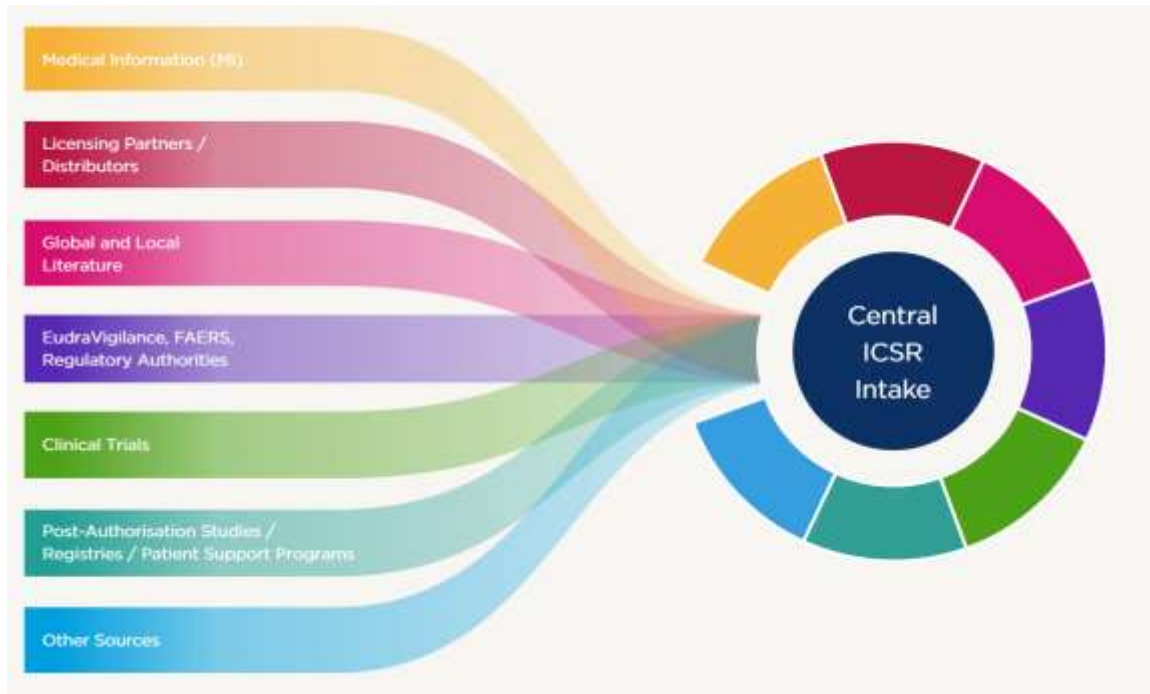 Medical Information (MI)
Licensing Partners /
Distributors
Global and Local
Literature
EudraVigilance, FAERS,
Regulatory Authorities
Clinical Trials
Post-Authorisation Studies /
Registries / Patient Support Programs
Other Sources
Central
ICSR
Intake